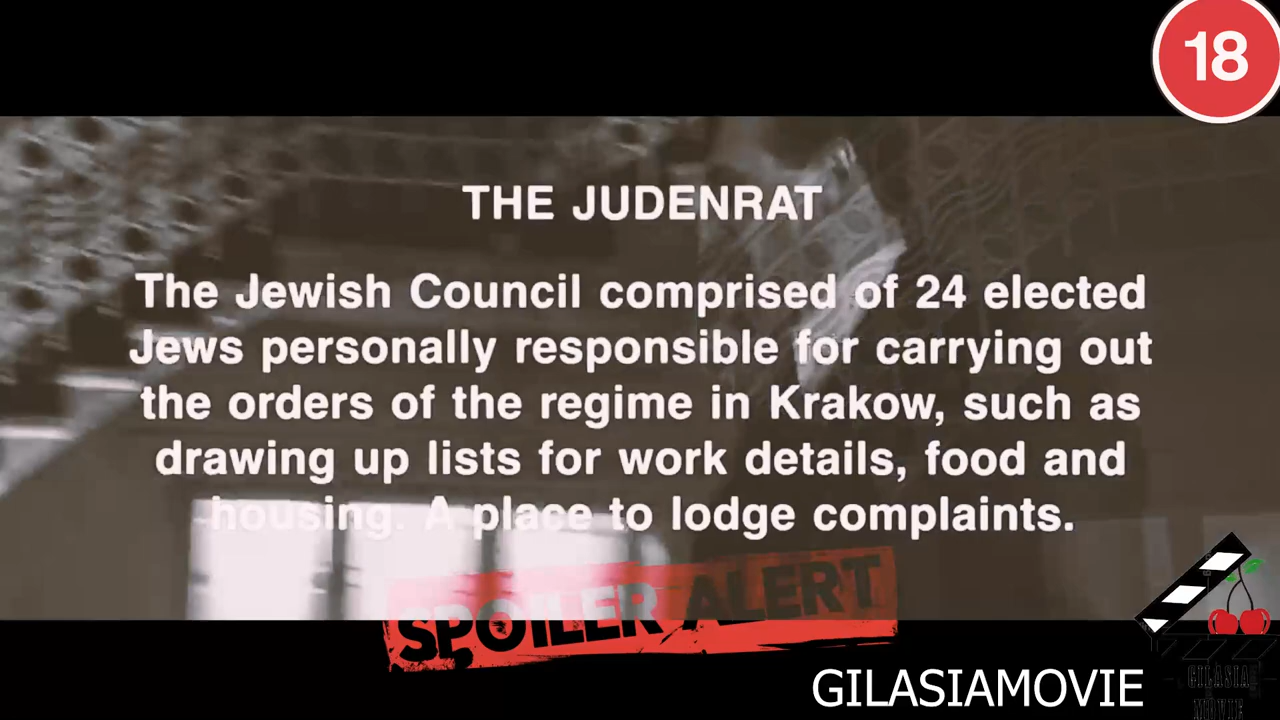 18
THE JUDENRAT
The Jewish Council comprised of 24 elected
Jews personally responsible for carrying out
the orders of the regime in Krakow, such as
drawing up lists for work details, food and
housing. A place to lodge complaints.
SPOILER ALERT
GILASIAMOVIE
GILASIA
MOVIE